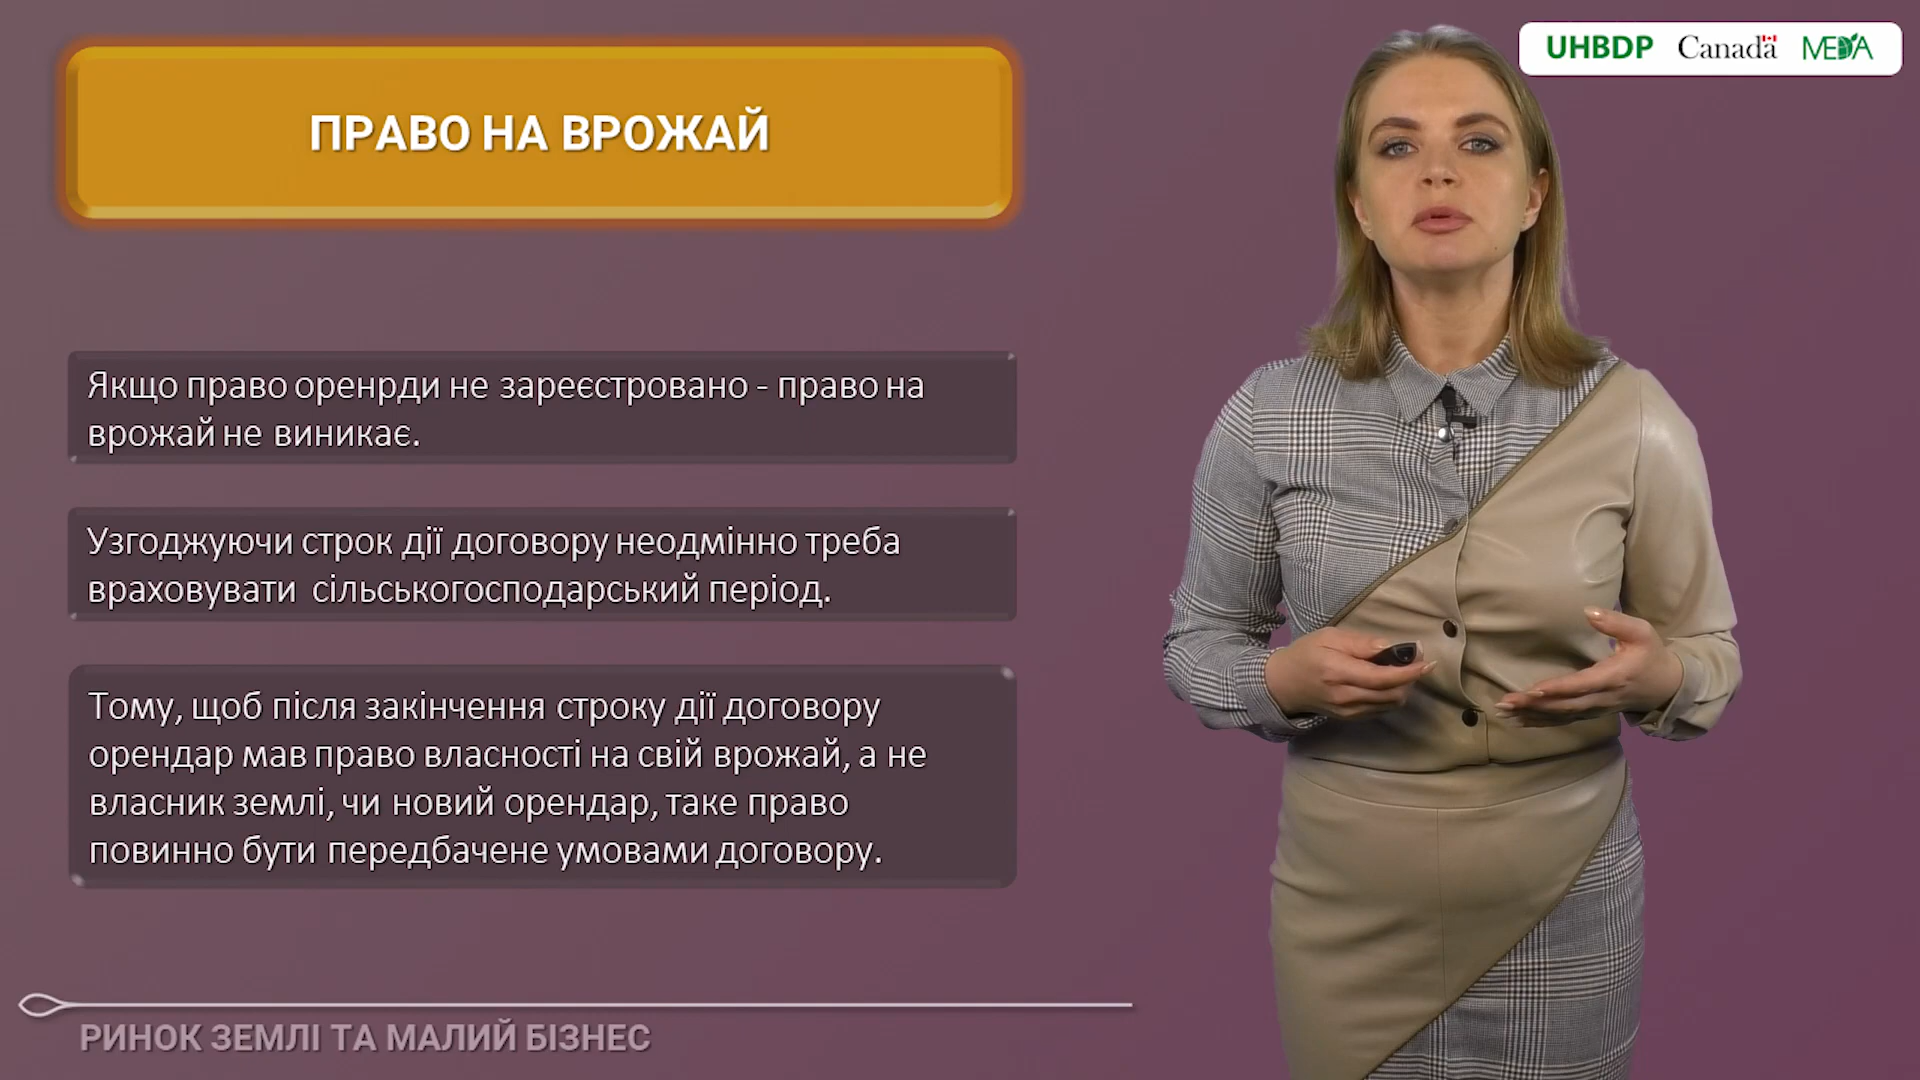 UHBDP Canada MEDA
ПРАВО НА ВРОЖАЙ
Якщо право оренрди не зареєстровано - право на
врожай не виникає.
Узгоджуючи строк дії договору неодмінно треба
враховувати сільськогосподарський період.
Тому, щоб після закінчення строку дії договору
орендар мав право власності на свій врожай, а не
власник землі, чи новий орендар, таке право
повинно бути передбачене умовами договору.
РИНОК ЗЕМЛІ ТА МАЛИЙ БІЗНЕС